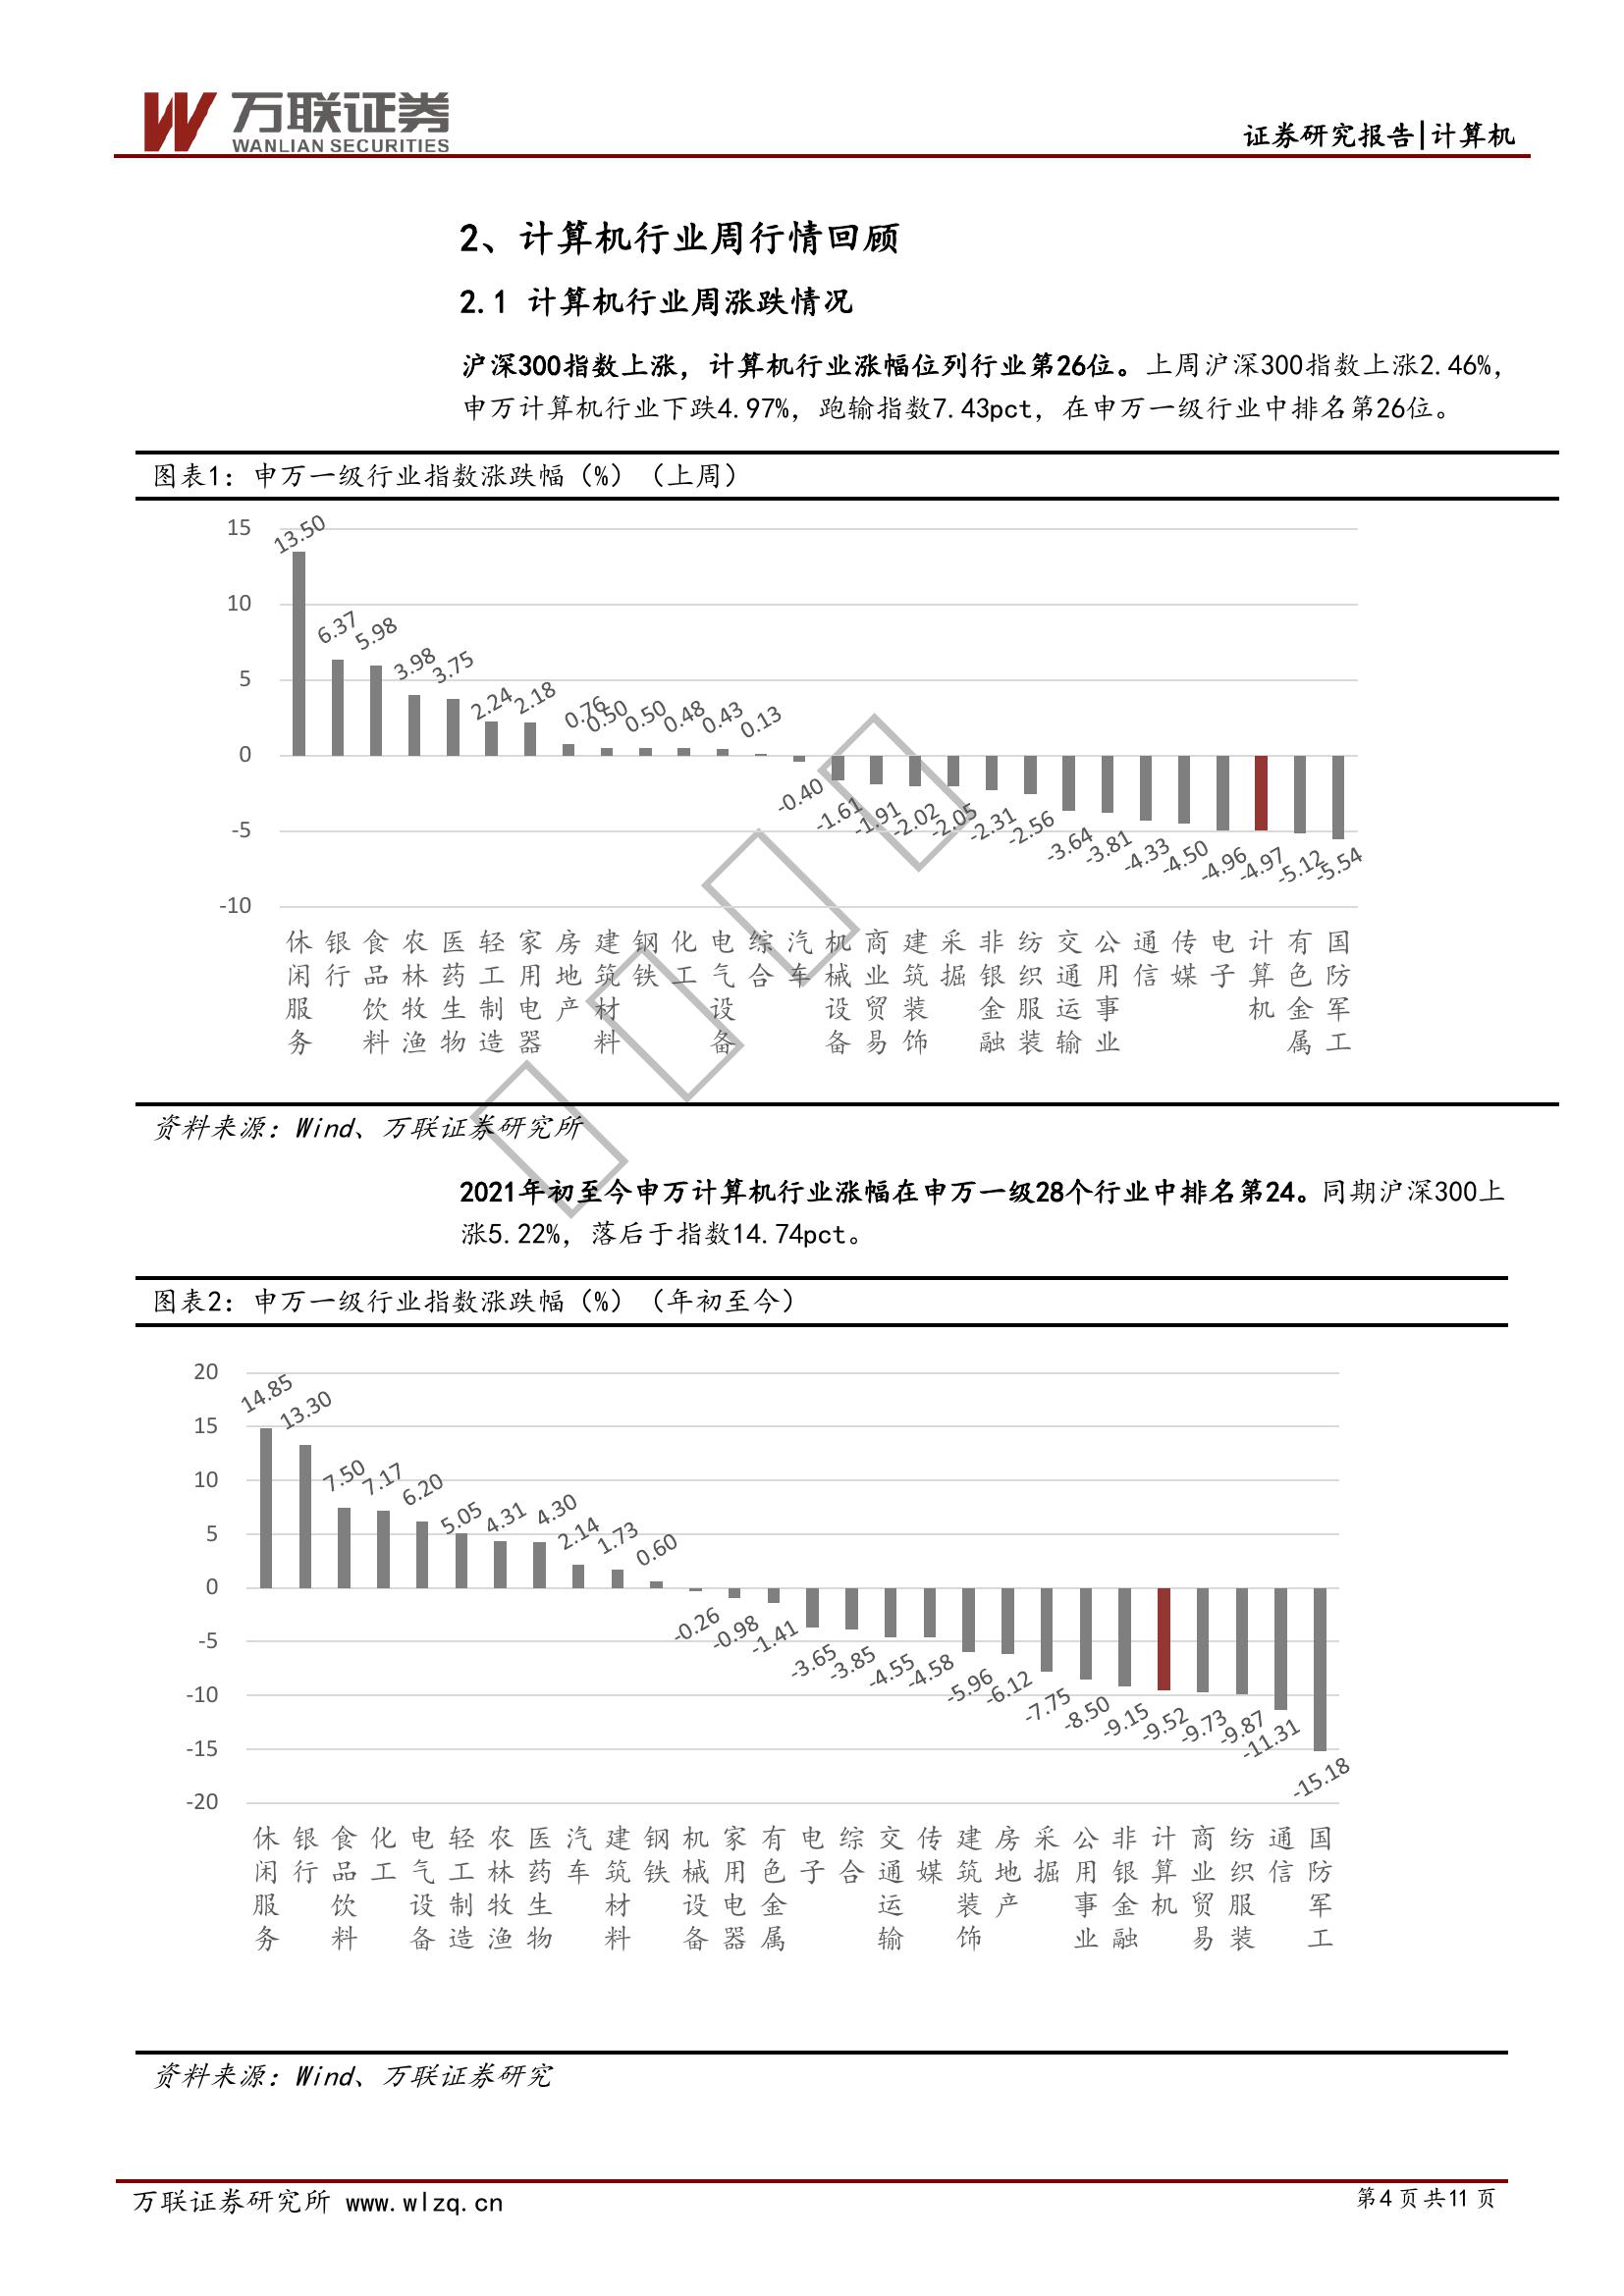 万联证券
WANLIAN SECURITIES
证券研究报告|计算机
2、计算机行业周行情回顾
2.1 计算机行业周涨跌情况
沪深300指数上涨，计算机行业涨幅位列行业第26位。上周沪深300指数上涨2.46%，
申万计算机行业下跌4.97%，跑输指数7.43pct，在申万一级行业中排名第26位。
图表1：申万一级行业指数涨跌幅（%）（上周）
15
10
5
0
-5
-10
13.50 6.37 5.98 3.98 3.75 2.24 2.18 0.76 0.50 0.50 0.48 0.43 0.13 -0.40 -1.61 -1.91 -2.02 -2.05 -2.31 -2.56 -3.64 -3.81 -4.33 -4.50 -4.96 -4.97 -5.12 -5.54
休闲服务 银行 食品饮料 农林牧渔 医药生物 轻工制造 家用电器 房地产 建筑材料 钢铁 化工 电气设备 综合 汽车 机械设备 商业贸易 建筑装饰 采掘 非银金融 纺织服装 交通运输 公用事业 通信 传媒 电子 计算机 有色金属 国防军工
资料来源：Wind、万联证券研究所
2021年初至今申万计算机行业涨幅在申万一级28个行业中排名第24。同期沪深300上
涨5.22%，落后于指数14.74pct。
图表2：申万一级行业指数涨跌幅（%）（年初至今）
20
15
10
5
0
-5
-10
-15
-20
14.85 13.30 7.50 7.17 6.20 5.05 4.31 4.30 2.14 1.73 0.60 -0.26 -0.98 -1.41 -3.65 -3.85 -4.55 -4.58 -5.96 -6.12 -7.75 -8.50 -9.15 -9.52 -9.73 -9.87 -11.31 -15.18
休闲服务 银行 食品饮料 化工 电气设备 轻工制造 农林牧渔 医药生物 汽车 建筑材料 钢铁 机械设备 家用电器 有色金属 电子 综合 交通运输 传媒 建筑装饰 房地产 采掘 公用事业 非银金融 计算机 商业贸易 纺织服装 通信 国防军工
资料来源：Wind、万联证券研究
万联证券研究所 www.wlzq.cn
第4页共11页